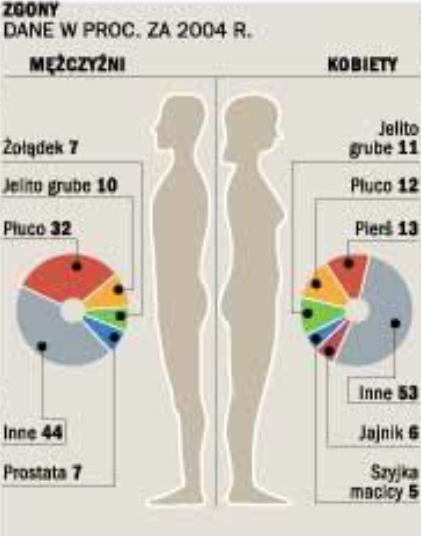 ZGONY
DANE W PROC. ZA 2004 R.
MĘŻCZYŹNI
Żołądek 7
Jelito grube 10
Płuco 32
Inne 44
Prostata 7
KOBIETY
Jelito
grube 11
Płuco 12
Pierś 13
Inne 53
Jajnik 6
Szyjka
macicy 5